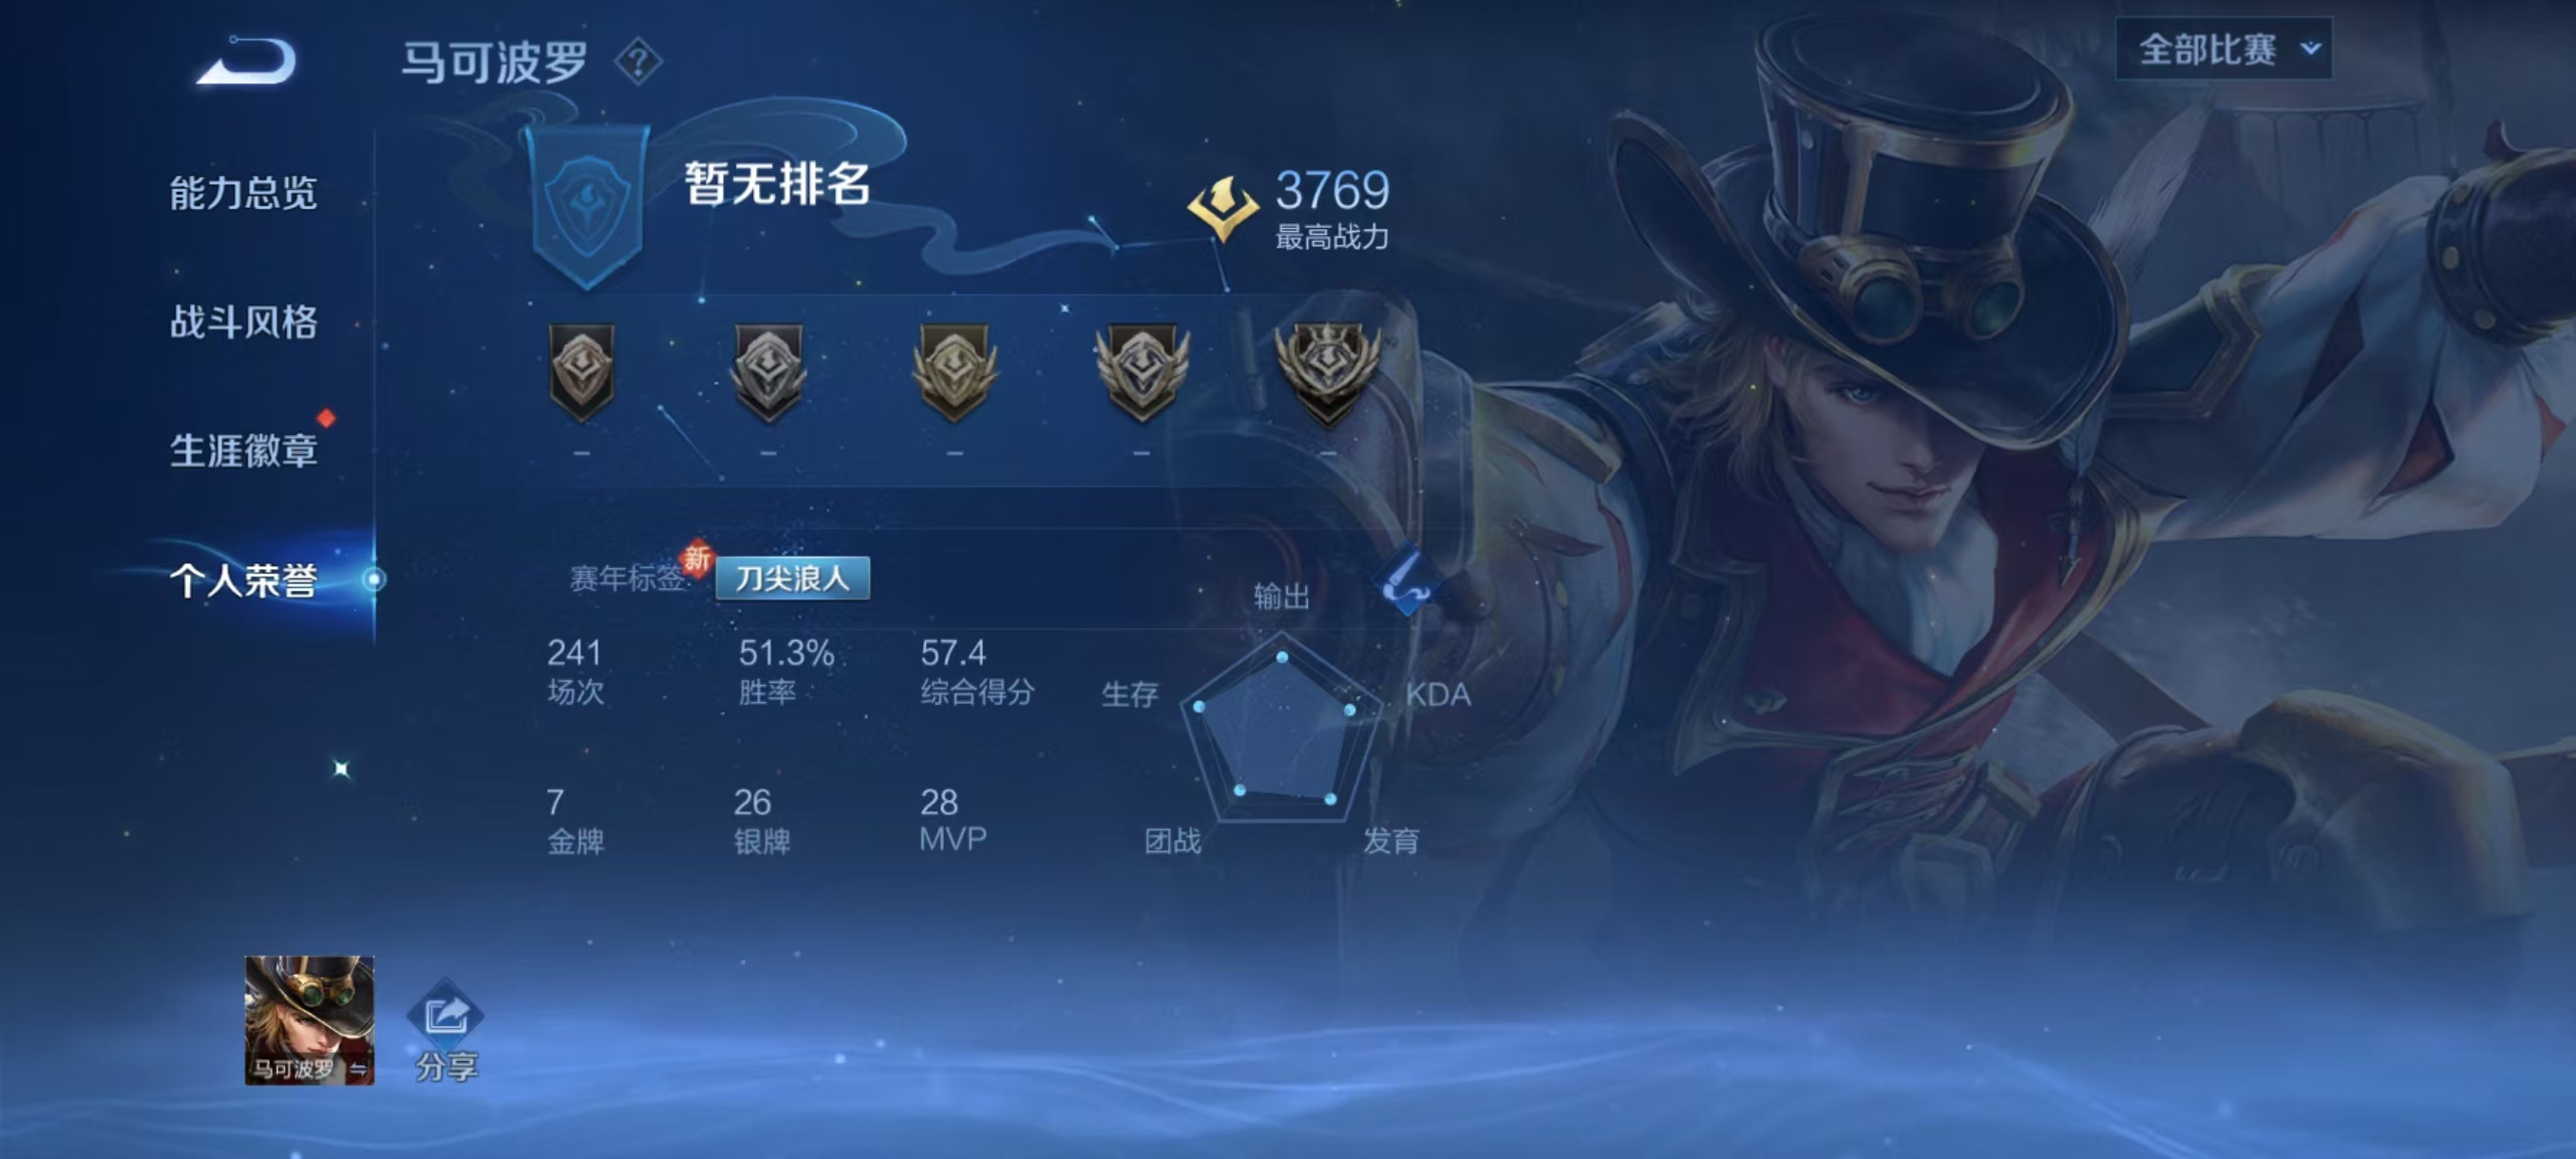 马可波罗
?
全部比赛
能力总览
战斗风格
生涯徽章
个人荣誉
暂无排名
3769
最高战力
–
–
–
–
–
赛年标签
新
刀尖浪人
241
场次
51.3%
胜率
57.4
综合得分
7
金牌
26
银牌
28
MVP
输出
生存
KDA
团战
发育
马可波罗
分享